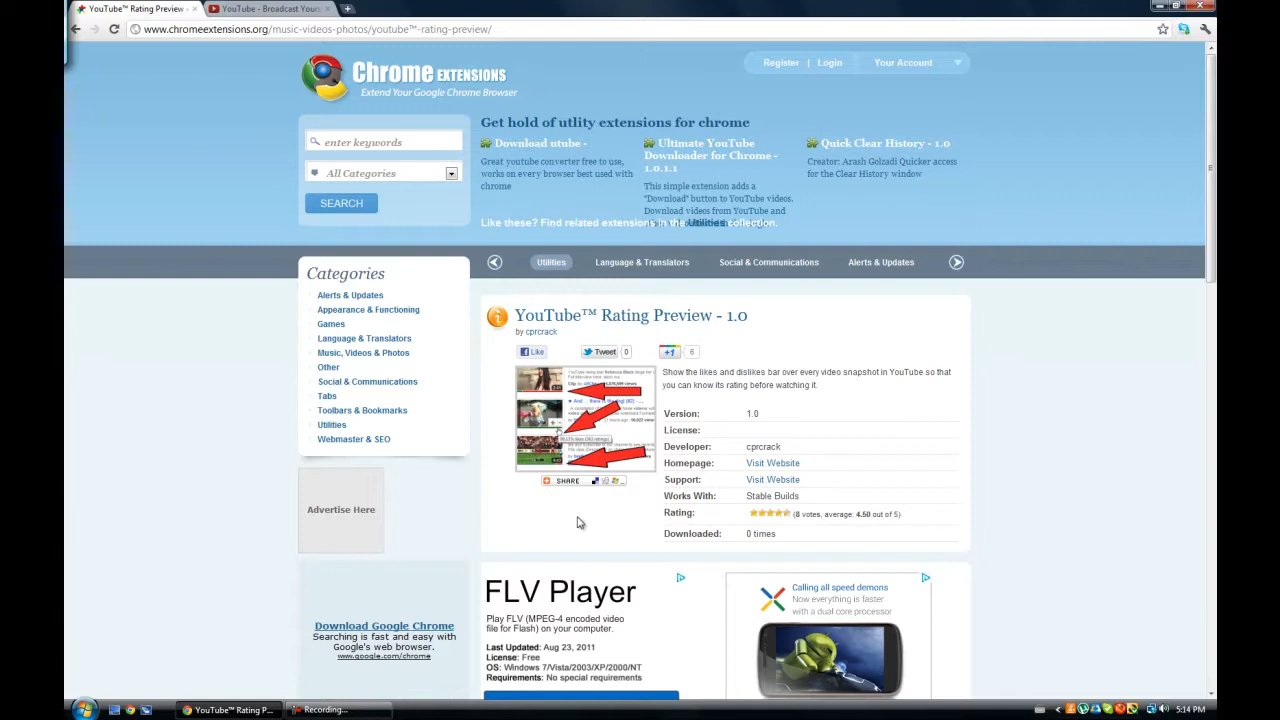 YouTube™ Rating Preview
YouTube - Broadcast Yours
www.chromeextensions.org/music-videos-photos/youtube™-rating-preview/
Chrome EXTENSIONS
Extend Your Google Chrome Browser
Register | Login
Your Account
enter keywords
All Categories
SEARCH
Get hold of utlity extensions for chrome
Download utube -
Great youtube converter free to use,
works on every browser best used with
chrome
Ultimate YouTube
Downloader for Chrome -
1.0.1.1
This simple extension adds a
"Download" button to YouTube videos.
Download videos from YouTube and
Quick Clear History - 1.0
Creator: Arash Golzadi Quicker access
for the Clear History window
Like these? Find related extensions in the Utilities collection.
Utilities
Language & Translators
Social & Communications
Alerts & Updates
Categories
Alerts & Updates
Appearance & Functioning
Games
Language & Translators
Music, Videos & Photos
Other
Social & Communications
Tabs
Toolbars & Bookmarks
Utilities
Webmaster & SEO
Advertise Here
Download Google Chrome
Searching is fast and easy with
Google's web browser.
www.google.com/chrome
YouTube™ Rating Preview - 1.0
by cprcrack
Like
Tweet 0
+1 6
SHARE
Show the likes and dislikes bar over every video snapshot in YouTube so that
you can know its rating before watching it.
Version: 1.0
License:
Developer: cprcrack
Homepage: Visit Website
Support: Visit Website
Works With: Stable Builds
Rating: (8 votes, average: 4.50 out of 5)
Downloaded: 0 times
FLV Player
Play FLV (MPEG-4 encoded video
file for Flash) on your computer.
Last Updated: Aug 23, 2011
License: Free
OS: Windows 7/Vista/2003/XP/2000/NT
Requirements: No special requirements
Calling all speed demons
Now everything is faster
with a dual core processor
YouTube™ Rating P...
Recording...
5:14 PM